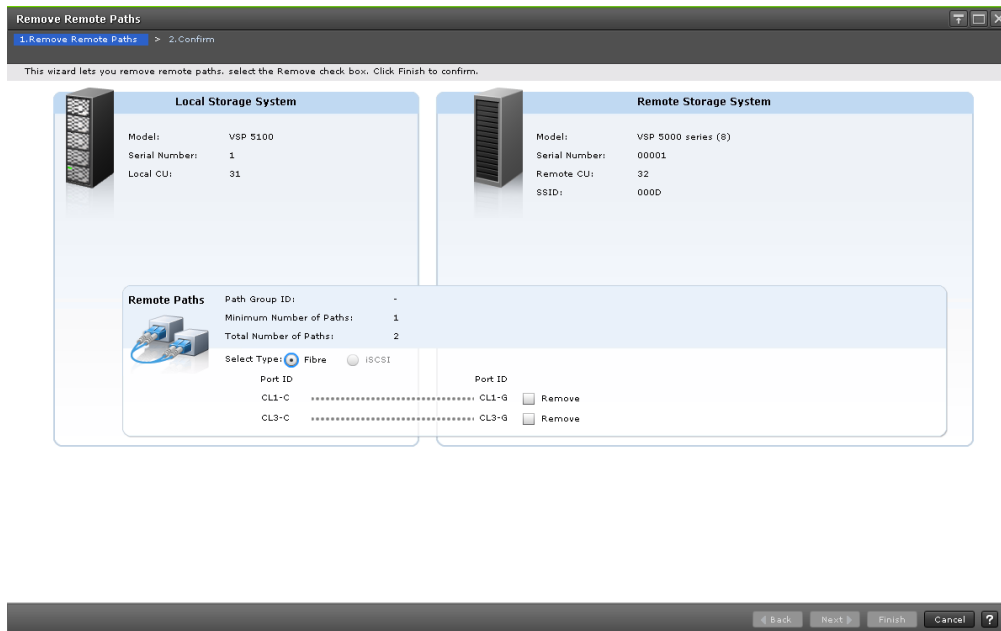 Remove Remote Paths
1.Remove Remote Paths > 2.Confirm
This wizard lets you remove remote paths. select the Remove check box. Click Finish to confirm.
Local Storage System
Model: VSP 5100
Serial Number: 1
Local CU: 31
Remote Storage System
Model: VSP 5000 series (8)
Serial Number: 00001
Remote CU: 32
SSID: 000D
Remote Paths
Path Group ID: -
Minimum Number of Paths: 1
Total Number of Paths: 2
Select Type: Fibre iSCSI
Port ID Port ID
CL1-C CL1-G Remove
CL3-C CL3-G Remove
Back Next Finish Cancel ?